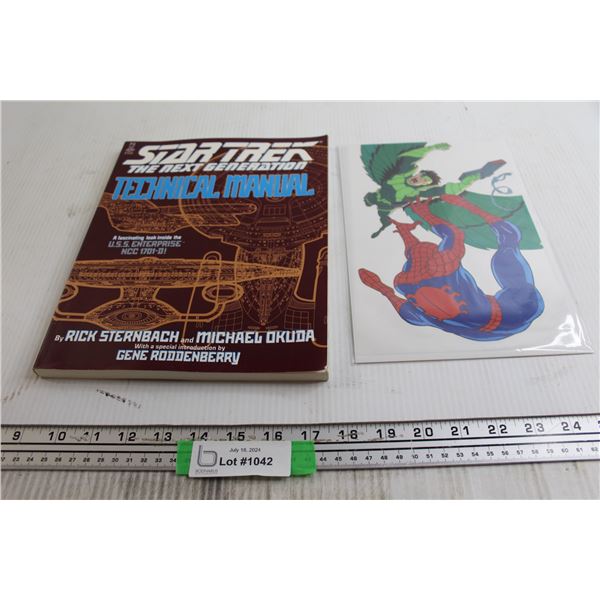 STAR TREK
THE NEXT GENERATION
TECHNICAL MANUAL
A fascinating look inside the
U.S.S. ENTERPRISE
NCC 1701-D!
By RICK STERNBACH and MICHAEL OKUDA
With a special introduction by
GENE RODDENBERRY
9 10 11 12 13 14 15 16 17 18 19 20 21 22 23 24
July 18, 2024
Lot #1042